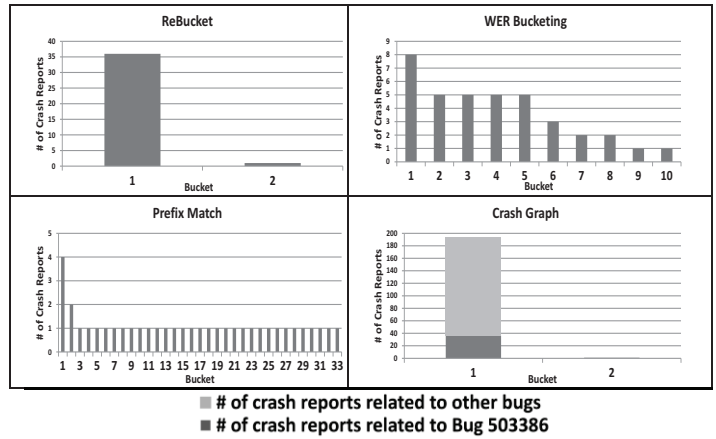 ReBucket
# of Crash Reports
40
35
30
25
20
15
10
5
0
1 2
Bucket
WER Bucketing
# of Crash Reports
9
8
7
6
5
4
3
2
1
0
1 2 3 4 5 6 7 8 9 10
Bucket
Prefix Match
# of Crash Reports
5
4
3
2
1
0
1 3 5 7 9 11 13 15 17 19 21 23 25 27 29 31 33
Bucket
Crash Graph
# of Crash Reports
200
180
160
140
120
100
80
60
40
20
0
1 2
Bucket
# of crash reports related to other bugs
# of crash reports related to Bug 503386